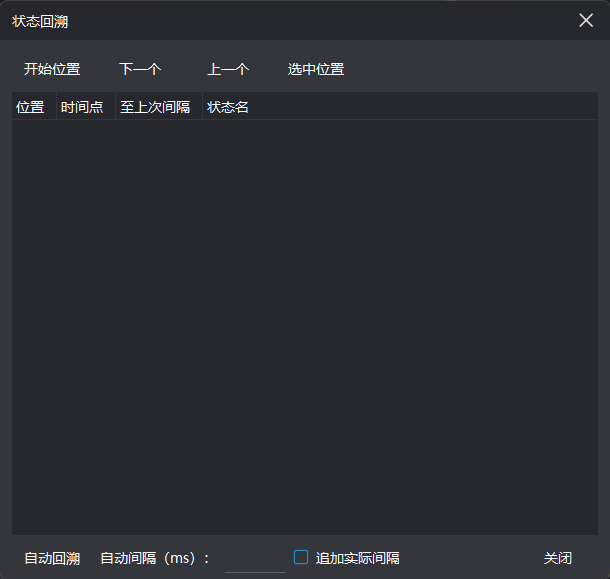 状态回溯
开始位置 下一个 上一个 选中位置
位置 时间点 至上次间隔 状态名
自动回溯 自动间隔（ms）： 追加实际间隔 关闭